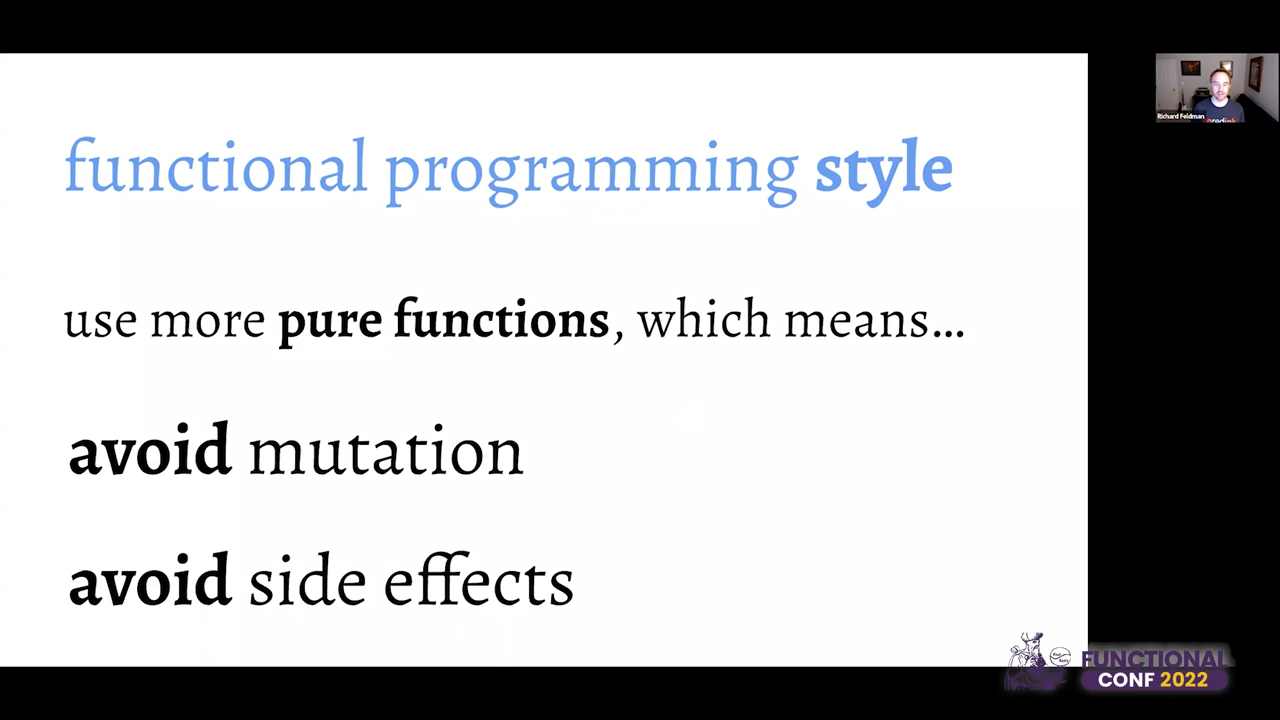 functional programming style
use more pure functions, which means…
avoid mutation
avoid side effects
Richard Feldman
FUNCTIONAL
CONF 2022